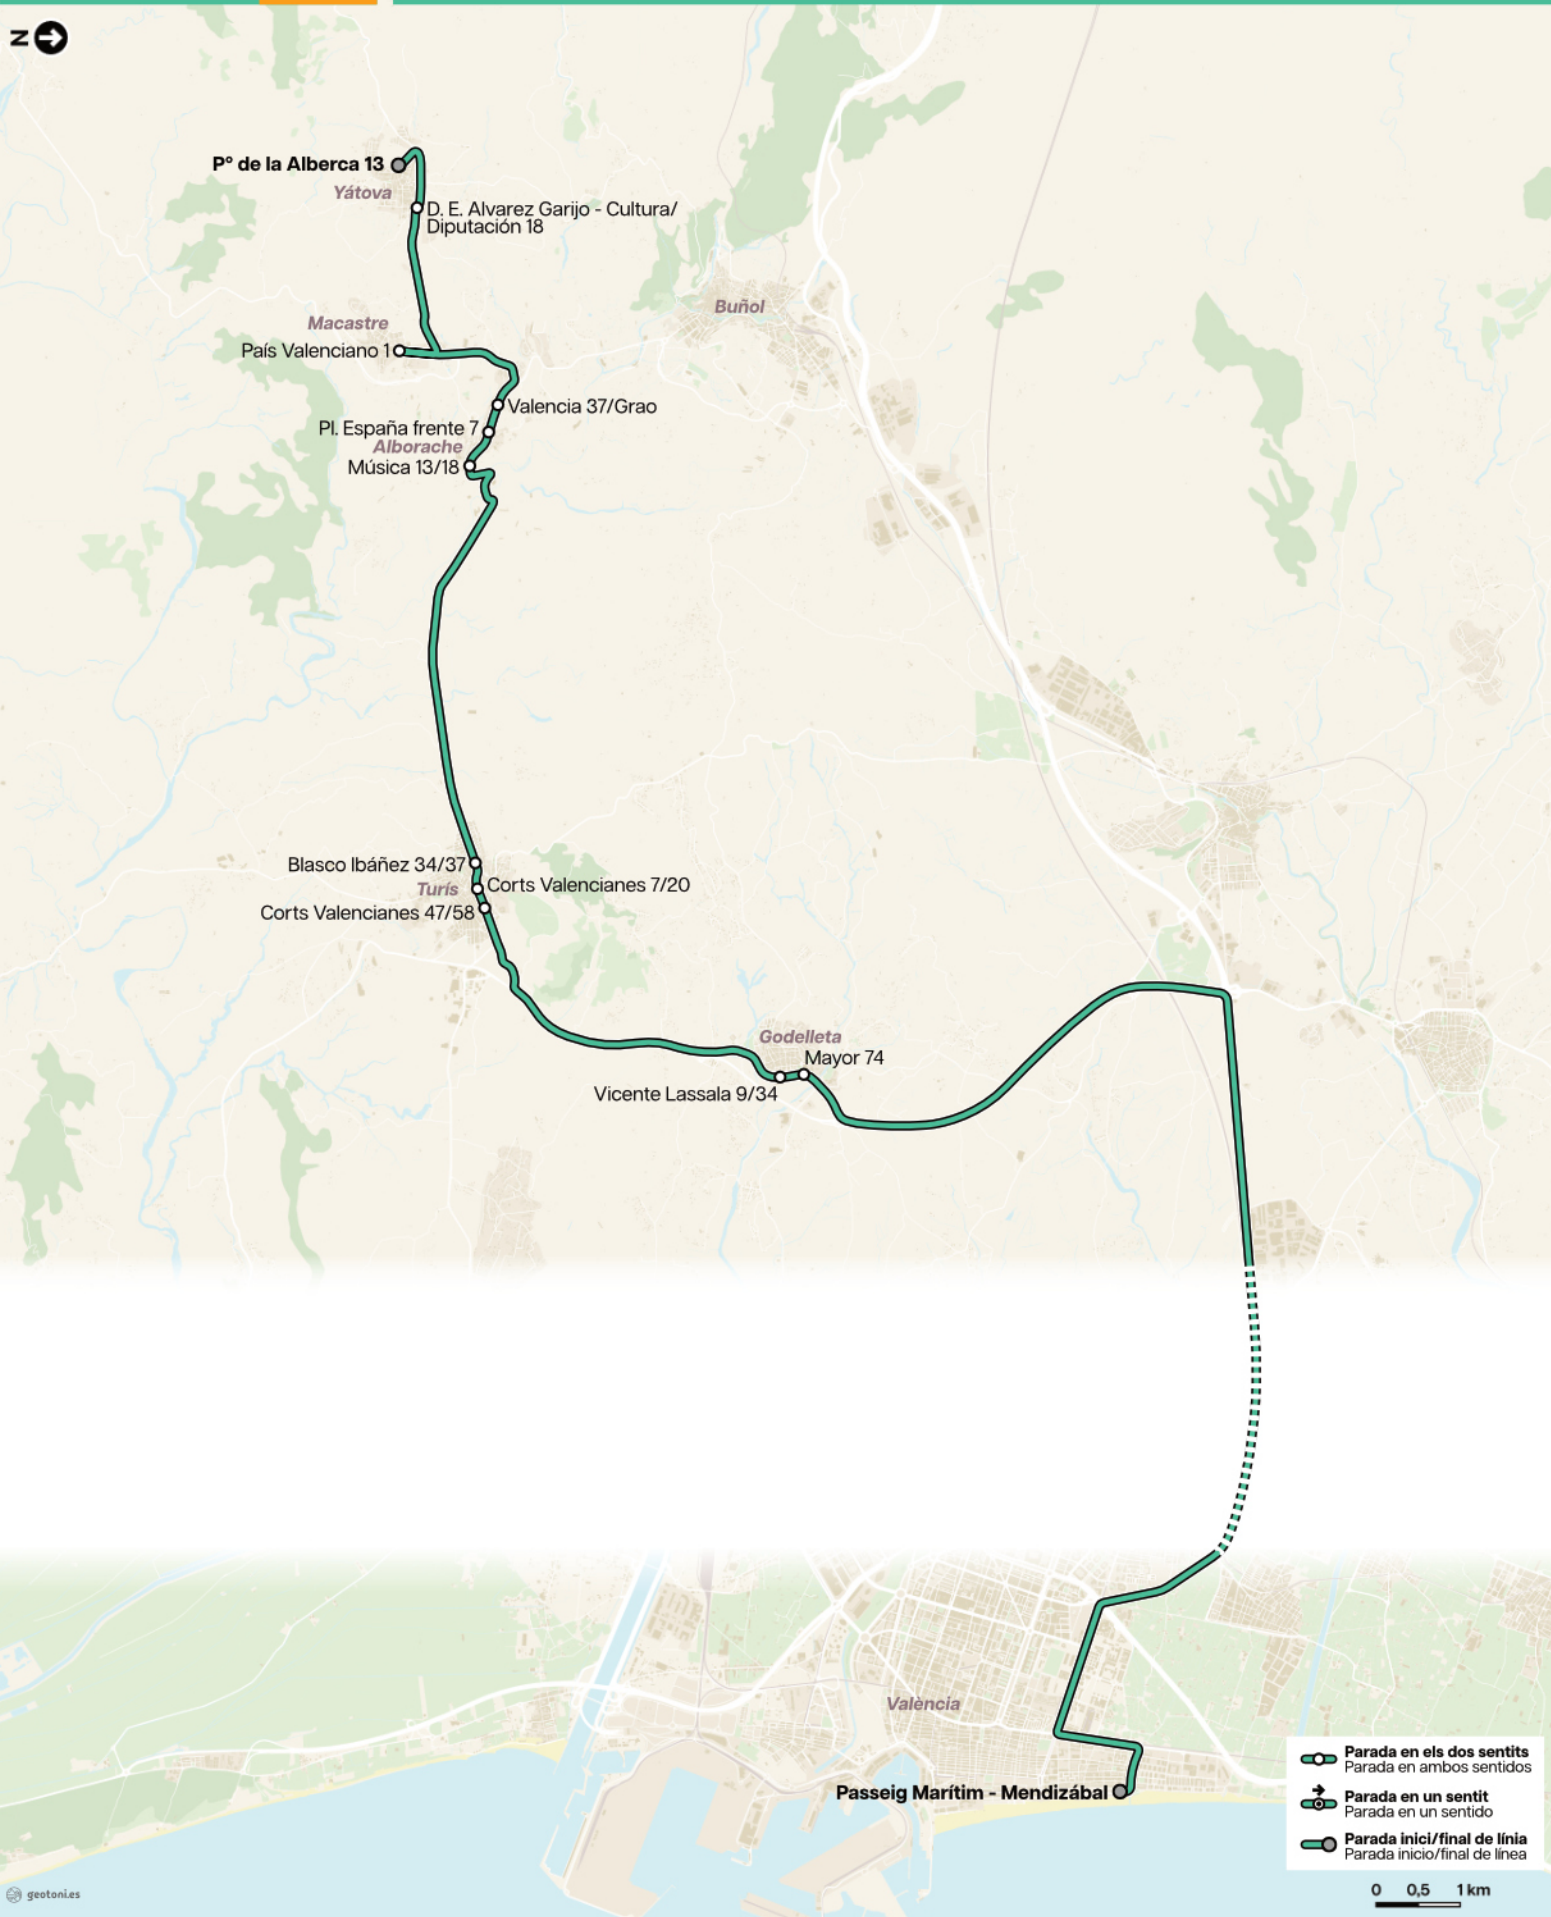 N
Pº de la Alberca 13
Yátova
D. E. Alvarez Garijo - Cultura/
Diputación 18
Buñol
Macastre
País Valenciano 1
Valencia 37/Grao
Pl. España frente 7
Alborache
Música 13/18
Blasco Ibáñez 34/37
Turís
Corts Valencianes 7/20
Corts Valencianes 47/58
Godelleta
Mayor 74
Vicente Lassala 9/34
València
Passeig Marítim - Mendizábal
Parada en els dos sentits
Parada en ambos sentidos
Parada en un sentit
Parada en un sentido
Parada inici/final de línia
Parada inicio/final de línea
0 0,5 1 km
geotoni.es